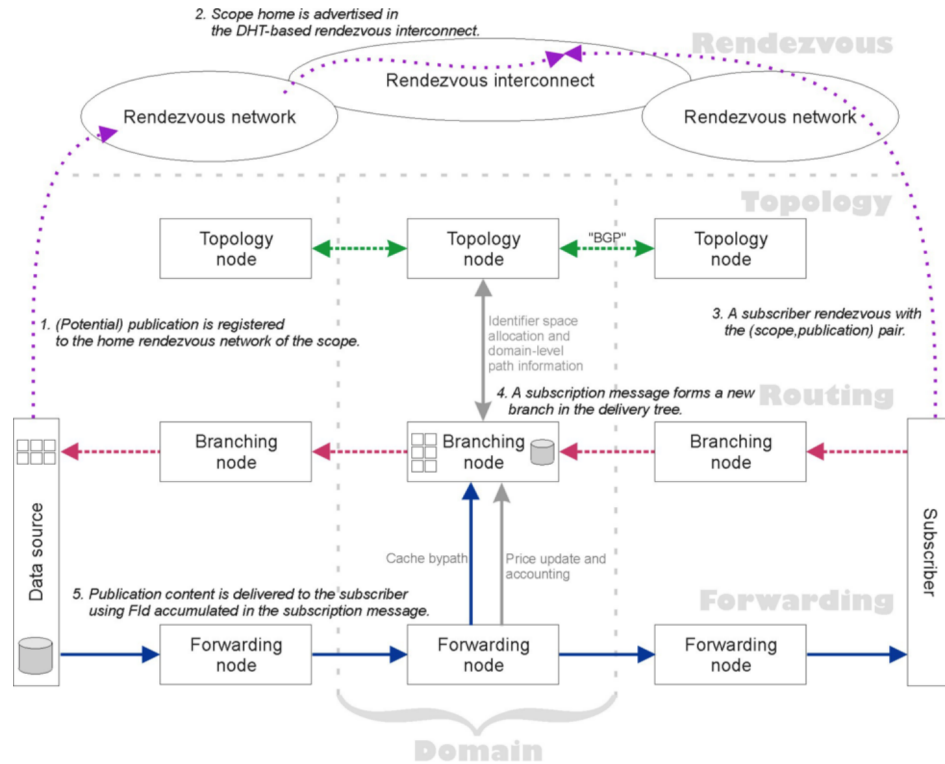 2. Scope home is advertised in
the DHT-based rendezvous interconnect.
Rendezvous
Rendezvous interconnect
Rendezvous network
Rendezvous network
Topology
Topology
node
Topology
node
"BGP"
Topology
node
1. (Potential) publication is registered
to the home rendezvous network of the scope.
Identifier space
allocation and
domain-level
path information
3. A subscriber rendezvous with
the (scope,publication) pair.
4. A subscription message forms a new
branch in the delivery tree.
Routing
Branching
node
Branching
node
Branching
node
Data source
Subscriber
Cache bypath
Price update and
accounting
5. Publication content is delivered to the subscriber
using FId accumulated in the subscription message.
Forwarding
Forwarding
node
Forwarding
node
Forwarding
node
Domain